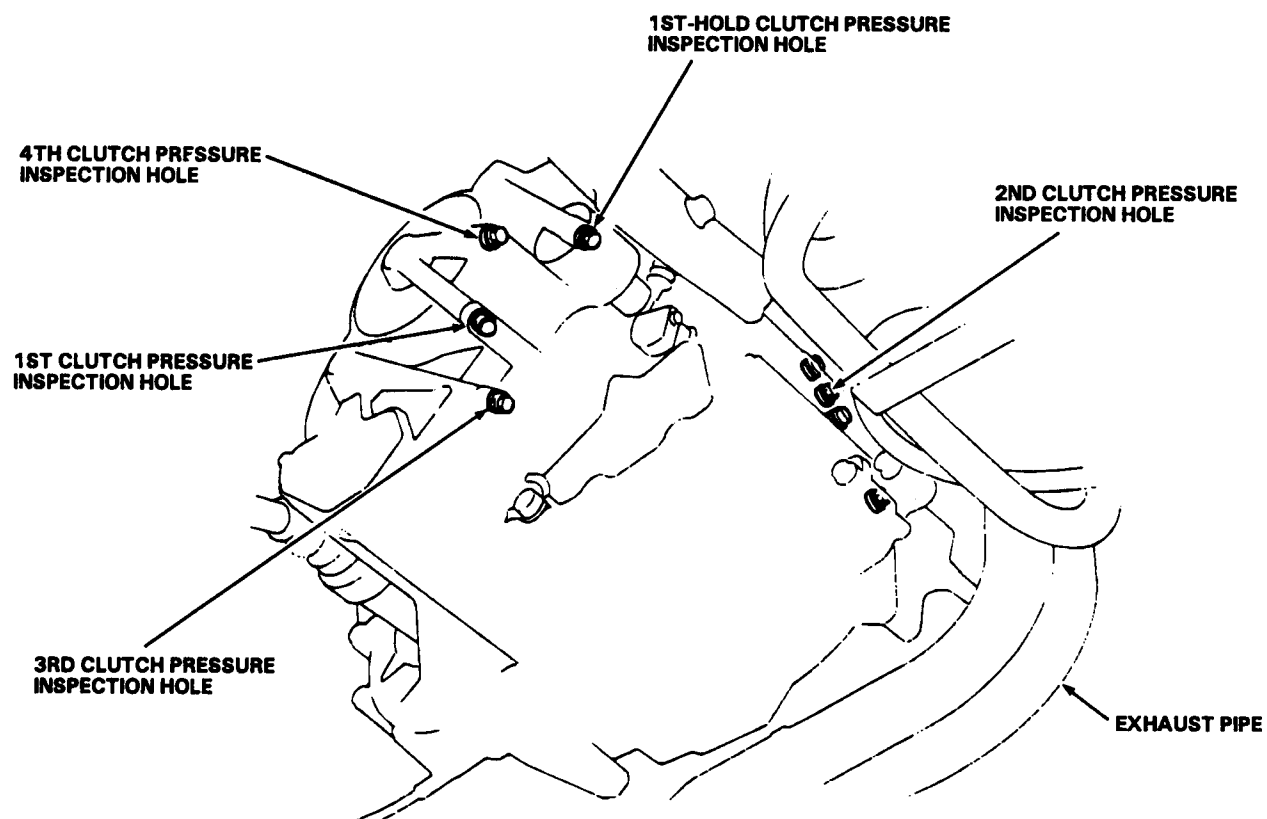 1ST-HOLD CLUTCH PRESSURE
INSPECTION HOLE
4TH CLUTCH PRESSURE
INSPECTION HOLE
2ND CLUTCH PRESSURE
INSPECTION HOLE
1ST CLUTCH PRESSURE
INSPECTION HOLE
3RD CLUTCH PRESSURE
INSPECTION HOLE
EXHAUST PIPE